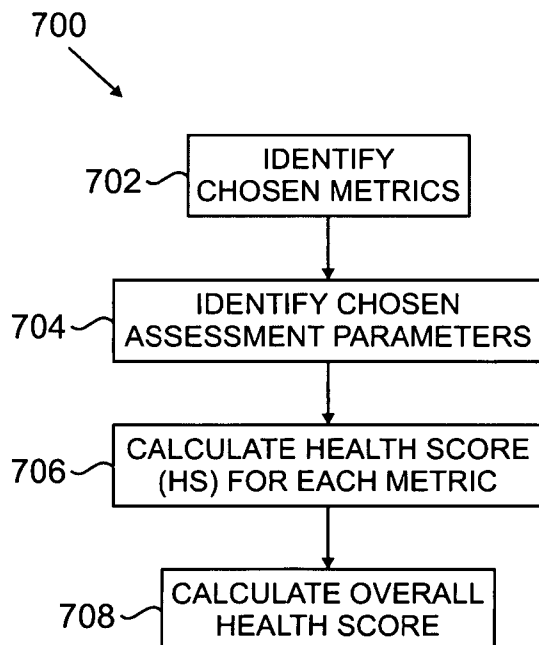 700
702
IDENTIFY
CHOSEN METRICS
704
IDENTIFY CHOSEN
ASSESSMENT PARAMETERS
706
CALCULATE HEALTH SCORE
(HS) FOR EACH METRIC
708
CALCULATE OVERALL
HEALTH SCORE